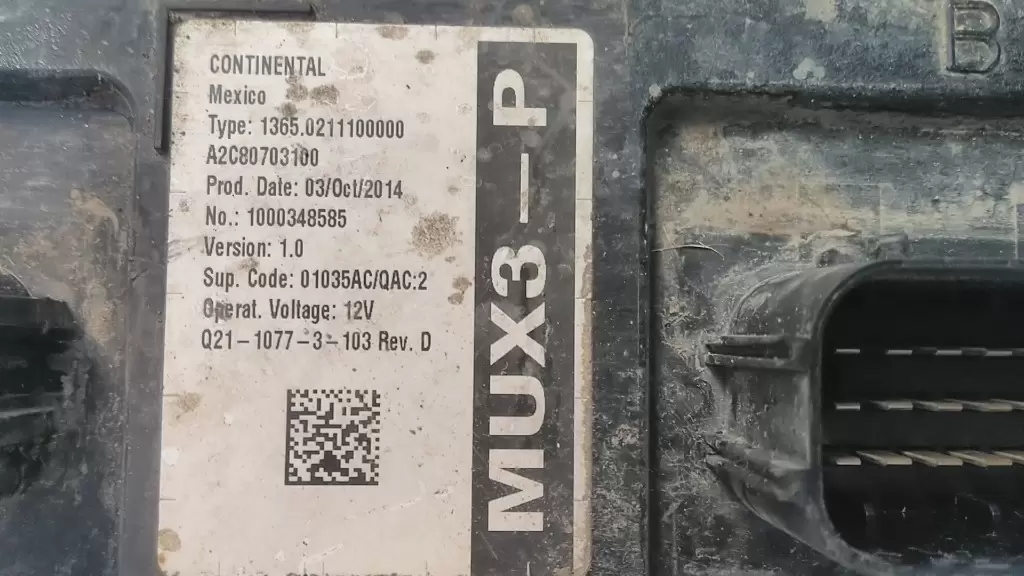 CONTINENTAL
Mexico
Type: 1365.0211100000
A2C80703100
Prod. Date: 03/Oct/2014
No.: 1000348585
Version: 1.0
Sup. Code: 01035AC/QAC:2
Operat. Voltage: 12V
Q21-1077-3-103 Rev. D
MUX3-P
B